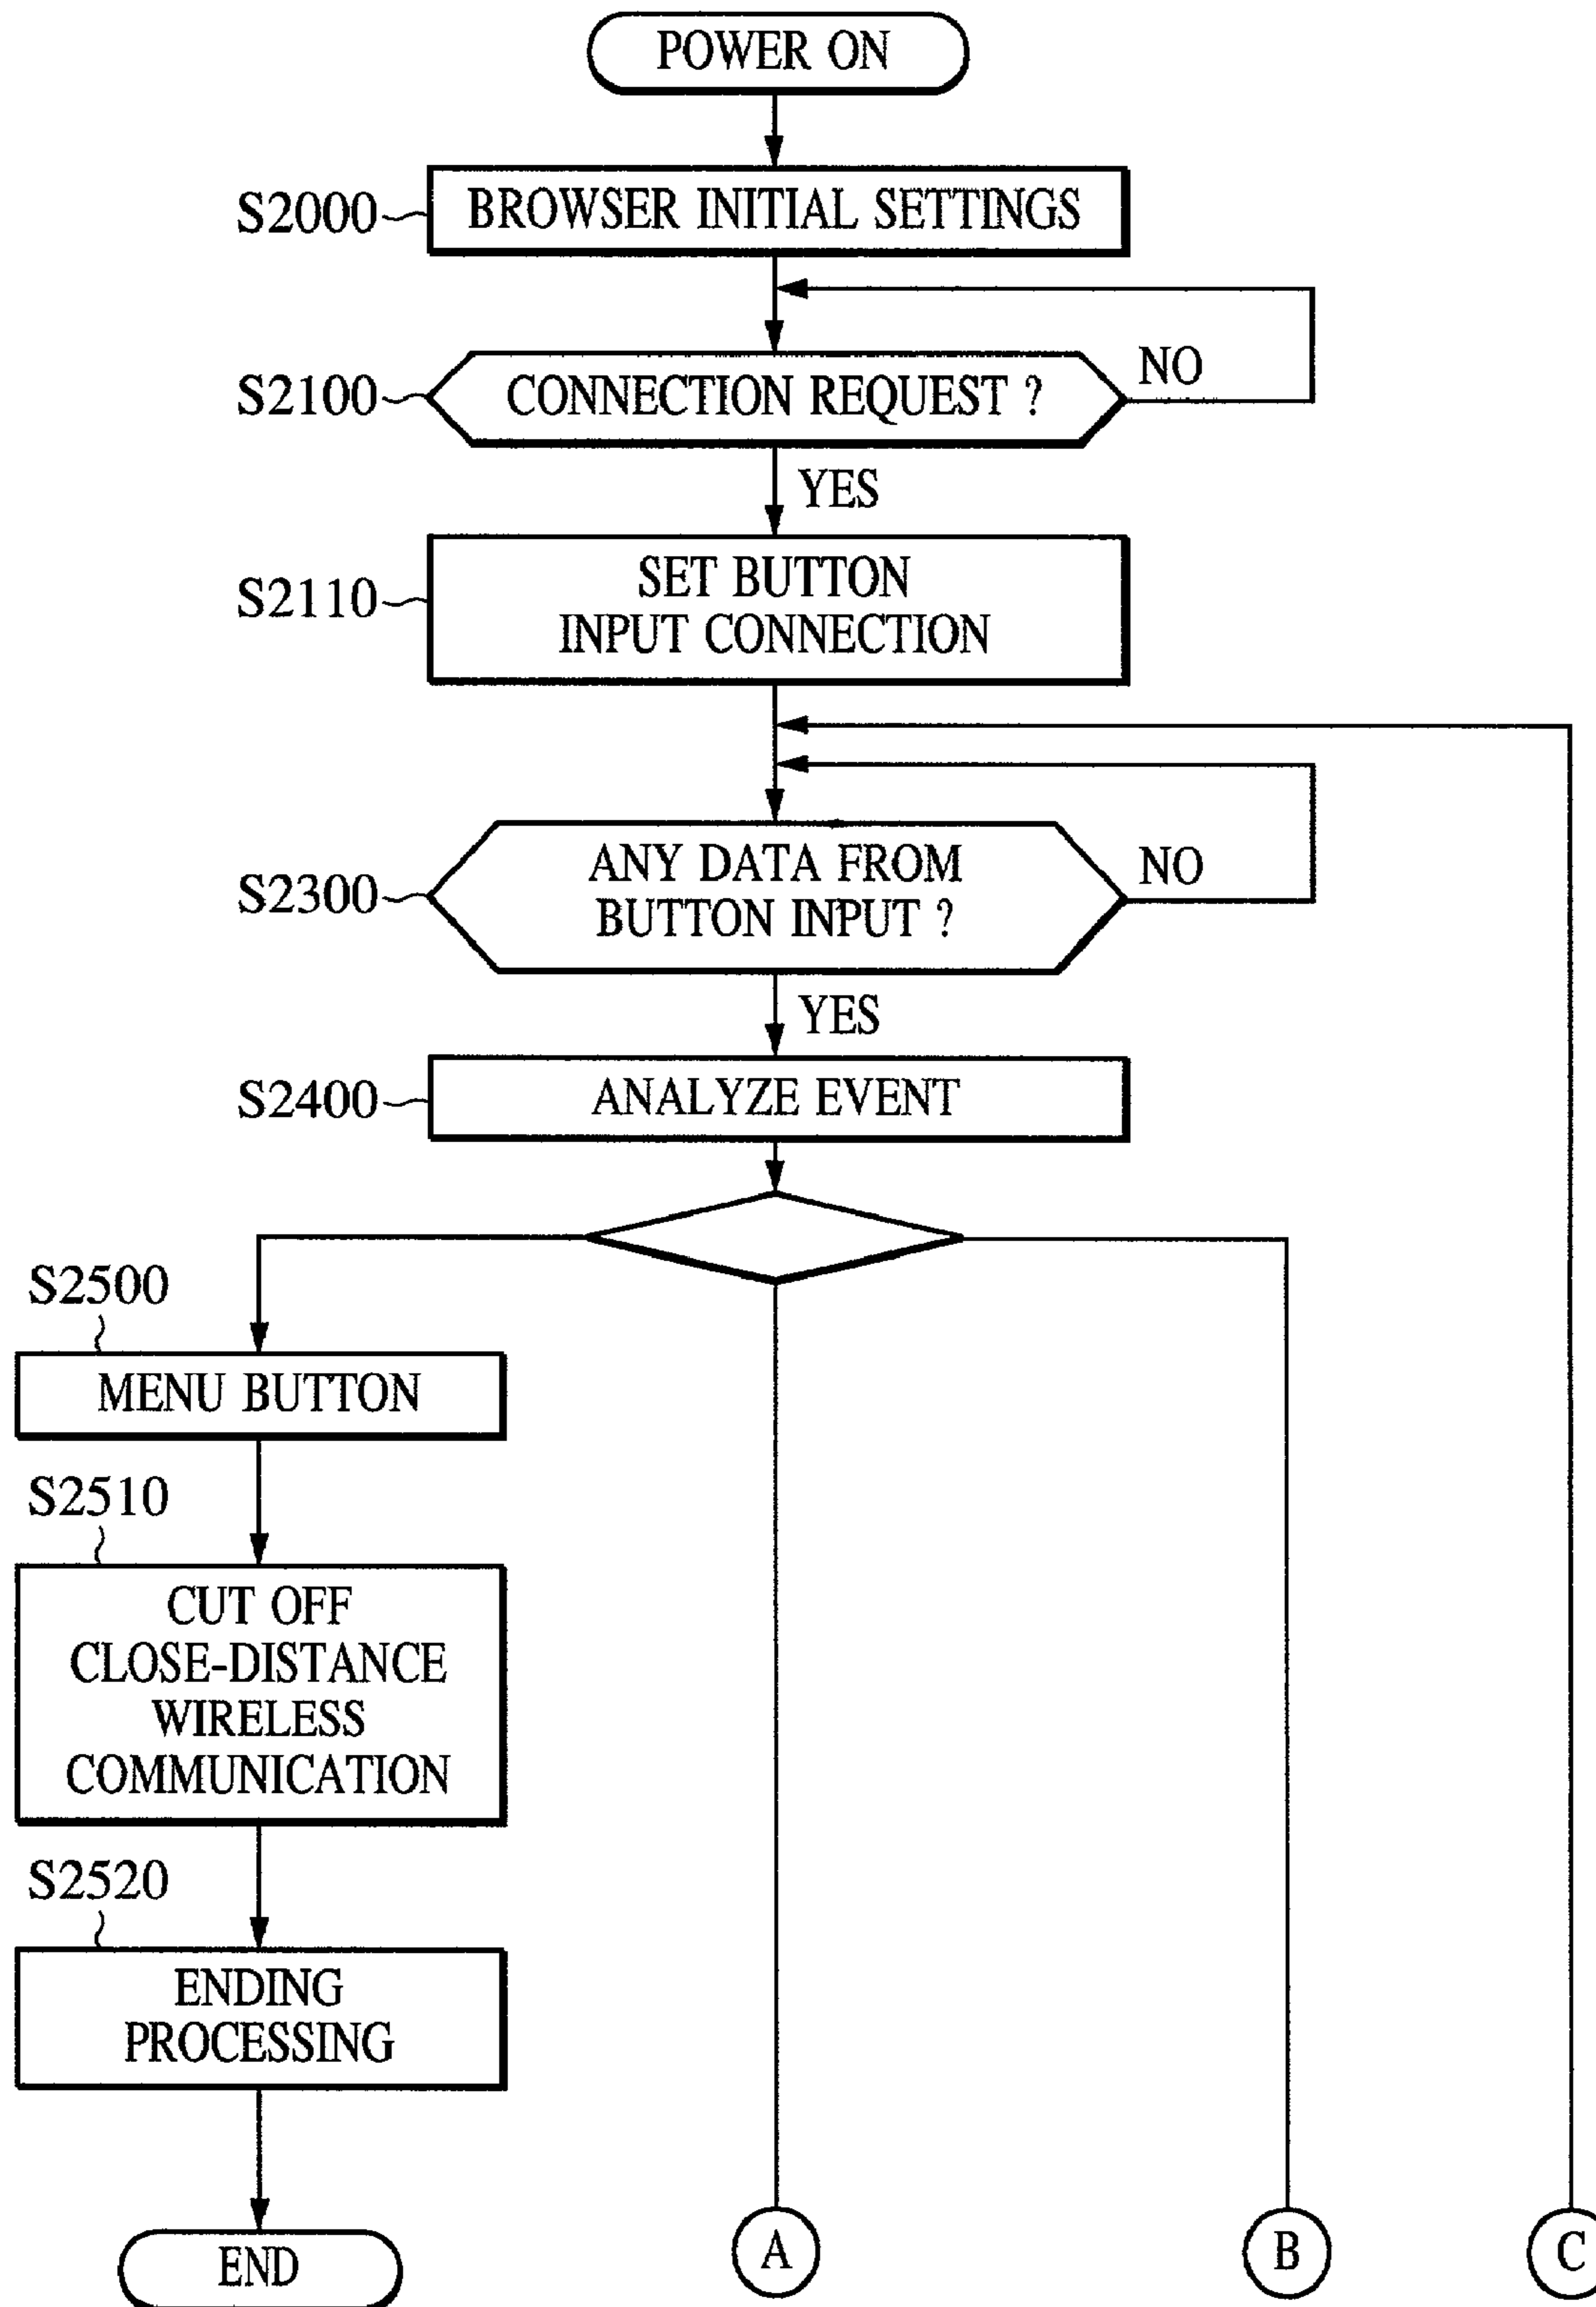 POWER ON
S2000
BROWSER INITIAL SETTINGS
S2100
CONNECTION REQUEST ?
NO
YES
S2110
SET BUTTON
INPUT CONNECTION
S2300
ANY DATA FROM
BUTTON INPUT ?
NO
YES
S2400
ANALYZE EVENT
S2500
MENU BUTTON
S2510
CUT OFF
CLOSE-DISTANCE
WIRELESS
COMMUNICATION
S2520
ENDING
PROCESSING
END
A
B
C